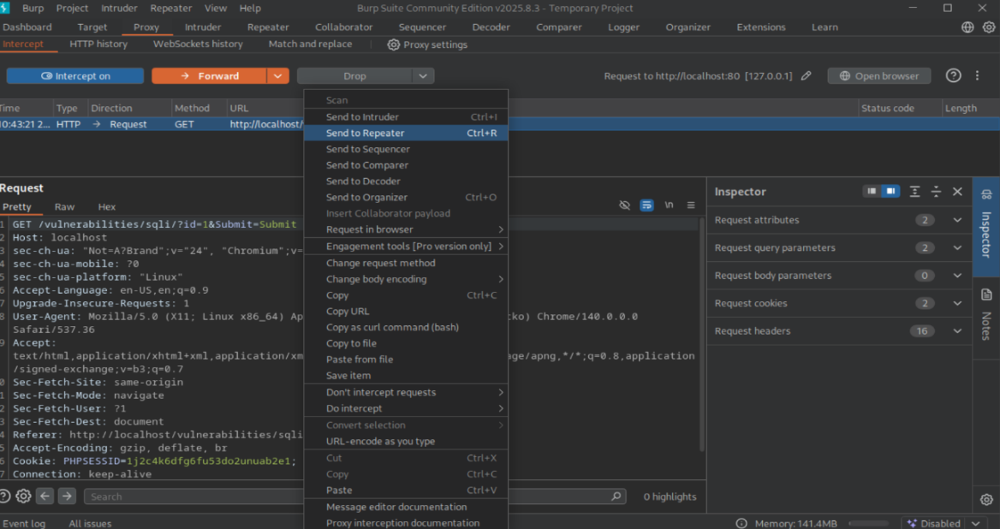 Burp Project Intruder Repeater View Help Burp Suite Community Edition v2025.8.3 - Temporary Project
Dashboard Target Proxy Intruder Repeater Collaborator Sequencer Decoder Comparer Logger Organizer Extensions Learn
Intercept HTTP history WebSockets history Match and replace Proxy settings
Intercept on Forward Drop Request to http://localhost:80 [127.0.0.1] Open browser
Time Type Direction Method URL Status code Length
10:43:21 2... HTTP → Request GET http://localhost/
Scan
Send to Intruder Ctrl+I
Send to Repeater Ctrl+R
Send to Sequencer
Send to Comparer
Send to Decoder
Send to Organizer Ctrl+O
Insert Collaborator payload
Request in browser
Engagement tools [Pro version only]
Change request method
Change body encoding
Copy Ctrl+C
Copy URL
Copy as curl command (bash)
Copy to file
Paste from file
Save item
Don't intercept requests
Do intercept
Convert selection
URL-encode as you type
Cut Ctrl+X
Copy Ctrl+C
Paste Ctrl+V
Message editor documentation
Proxy interception documentation
Request
Pretty Raw Hex
\n
1 GET /vulnerabilities/sqli/?id=1&Submit=Submit
2 Host: localhost
3 sec-ch-ua: "Not=A?Brand";v="24", "Chromium";v=
4 sec-ch-ua-mobile: ?0
5 sec-ch-ua-platform: "Linux"
6 Accept-Language: en-US,en;q=0.9
7 Upgrade-Insecure-Requests: 1
8 User-Agent: Mozilla/5.0 (X11; Linux x86_64) Ap cko) Chrome/140.0.0.0
Safari/537.36
9 Accept:
text/html,application/xhtml+xml,application/xm age/apng,*/*;q=0.8,application
/signed-exchange;v=b3;q=0.7
0 Sec-Fetch-Site: same-origin
1 Sec-Fetch-Mode: navigate
2 Sec-Fetch-User: ?1
3 Sec-Fetch-Dest: document
4 Referer: http://localhost/vulnerabilities/sqli
5 Accept-Encoding: gzip, deflate, br
6 Cookie: PHPSESSID=1j2c4k6dfg6fu53do2unuab2e1;
7 Connection: keep-alive
Search 0 highlights
Inspector
Request attributes 2
Request query parameters 2
Request body parameters 0
Request cookies 2
Request headers 16
Inspector
Notes
Event log All issues Memory: 141.4MB Disabled